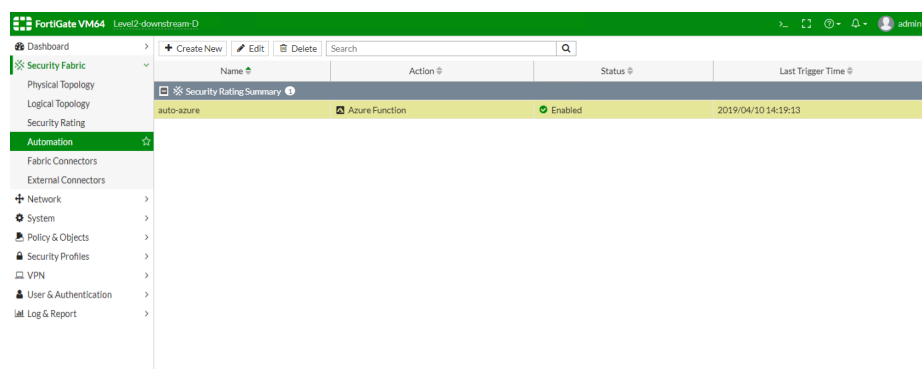 FortiGate VM64 Level2-downstream-D >_ admin
Dashboard
Security Fabric
Physical Topology
Logical Topology
Security Rating
Automation
Fabric Connectors
External Connectors
Network
System
Policy & Objects
Security Profiles
VPN
User & Authentication
Log & Report
+ Create New Edit Delete Search
Name Action Status Last Trigger Time
Security Rating Summary 1
auto-azure Azure Function Enabled 2019/04/10 14:19:13